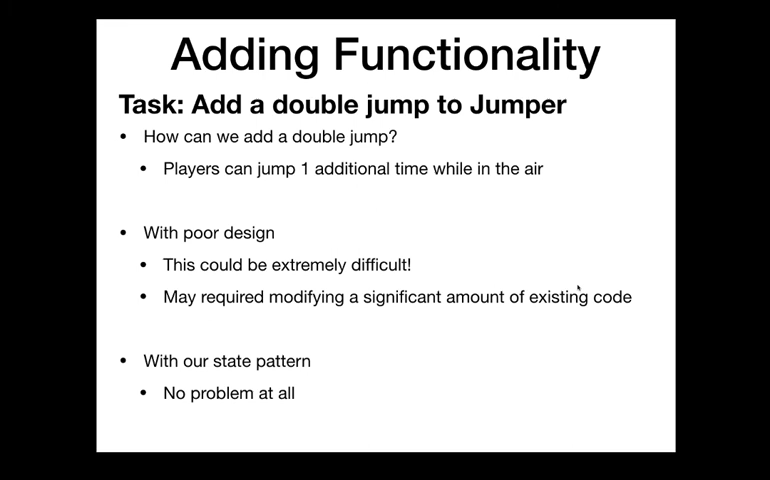 Adding Functionality
Task: Add a double jump to Jumper
• How can we add a double jump?
• Players can jump 1 additional time while in the air
• With poor design
• This could be extremely difficult!
• May required modifying a significant amount of existing code
• With our state pattern
• No problem at all